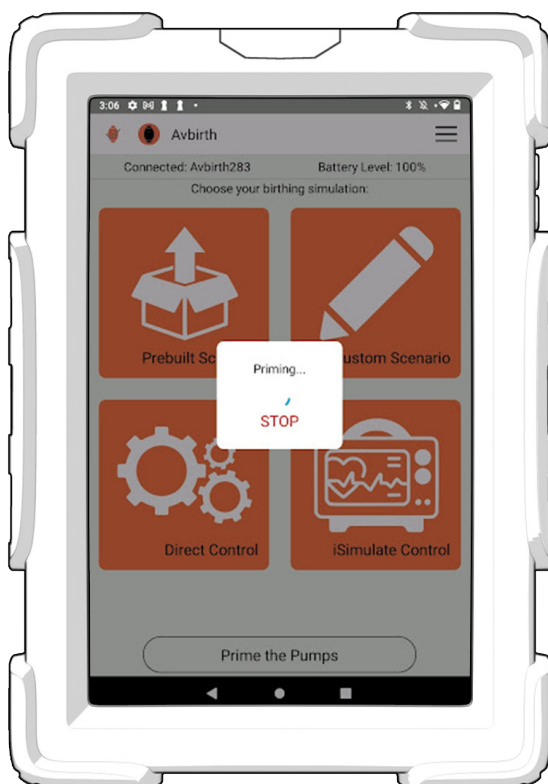 3:06
Avbirth
Connected: Avbirth283 Battery Level: 100%
Choose your birthing simulation:
Prebuilt Sc
ustom Scenario
Priming...
STOP
Direct Control
iSimulate Control
Prime the Pumps